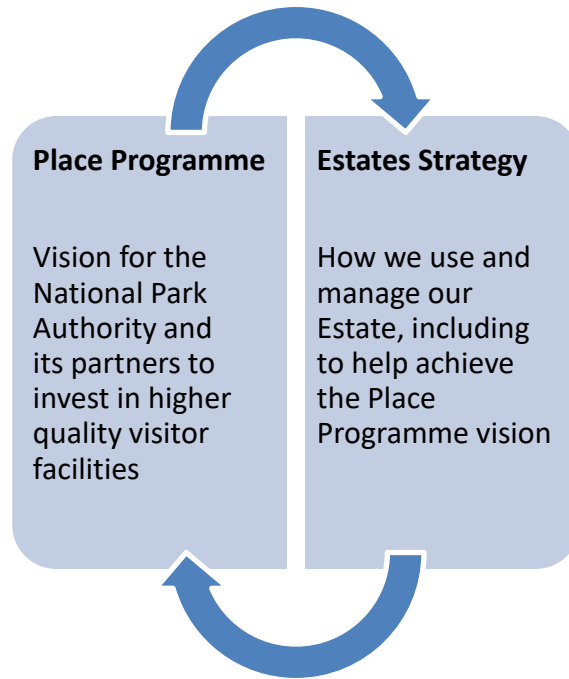 Place Programme
Vision for the
National Park
Authority and
its partners to
invest in higher
quality visitor
facilities
Estates Strategy
How we use and
manage our
Estate, including
to help achieve
the Place
Programme vision